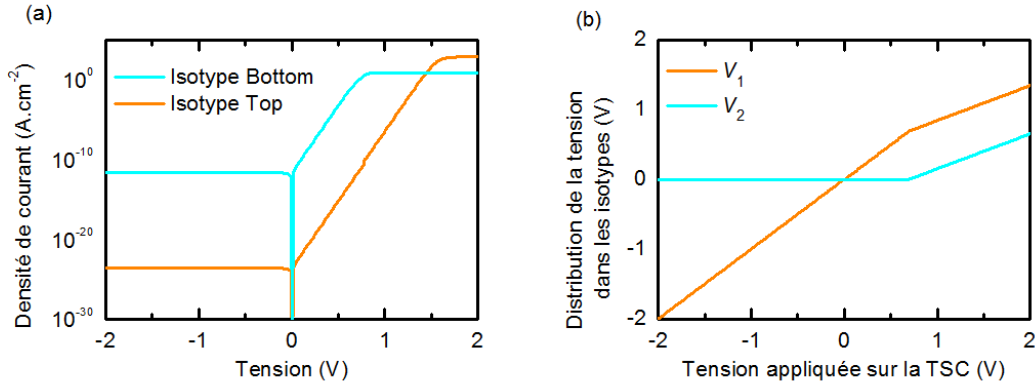 (a)
Densité de courant (A.cm⁻²)
10⁰
10⁻¹⁰
10⁻²⁰
10⁻³⁰
Isotype Bottom
Isotype Top
-2 -1 0 1 2
Tension (V)
(b)
Distribution de la tension
dans les isotypes (V)
2
1
0
-1
-2
V₁
V₂
-2 -1 0 1 2
Tension appliquée sur la TSC (V)